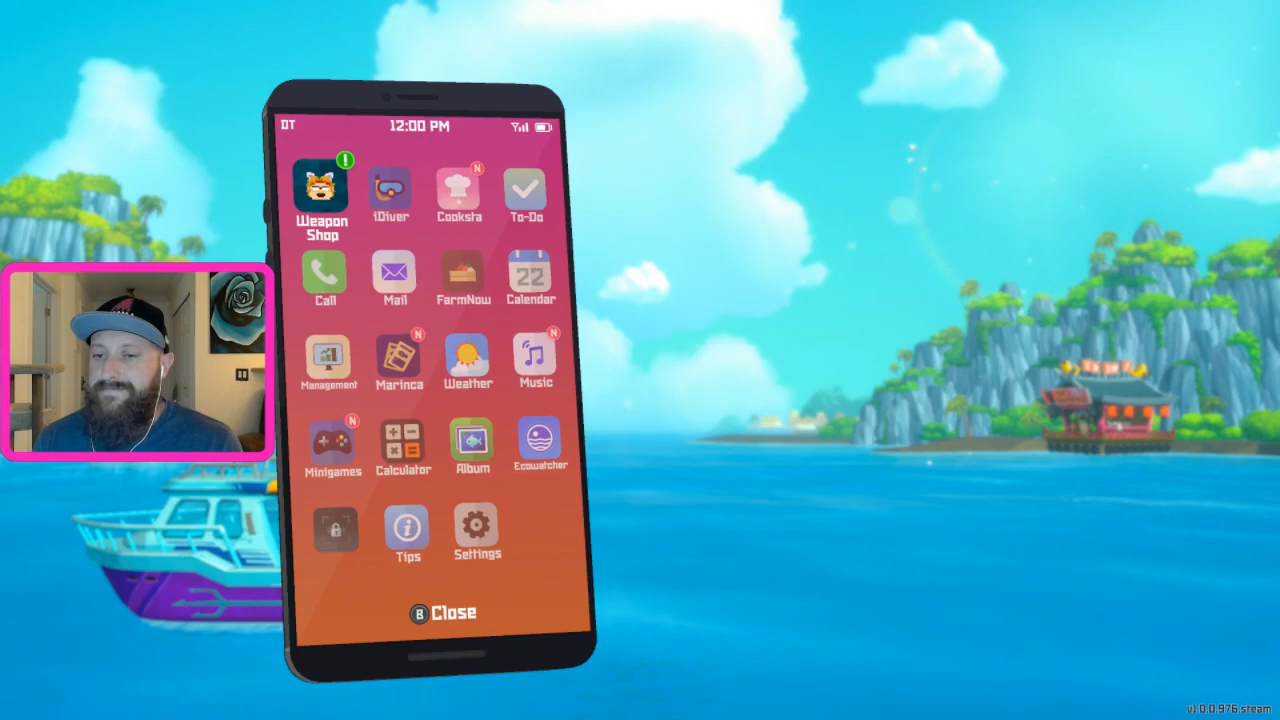 DT
12:00 PM
!
Weapon
Shop
iDiver
N
Cooksta
To-Do
Call
Mail
FarmNow
22
Calendar
Management
N
Marinca
Weather
N
Music
N
Minigames
Calculator
Album
Ecowatcher
Tips
Settings
B Close
v1.0.0.976.steam